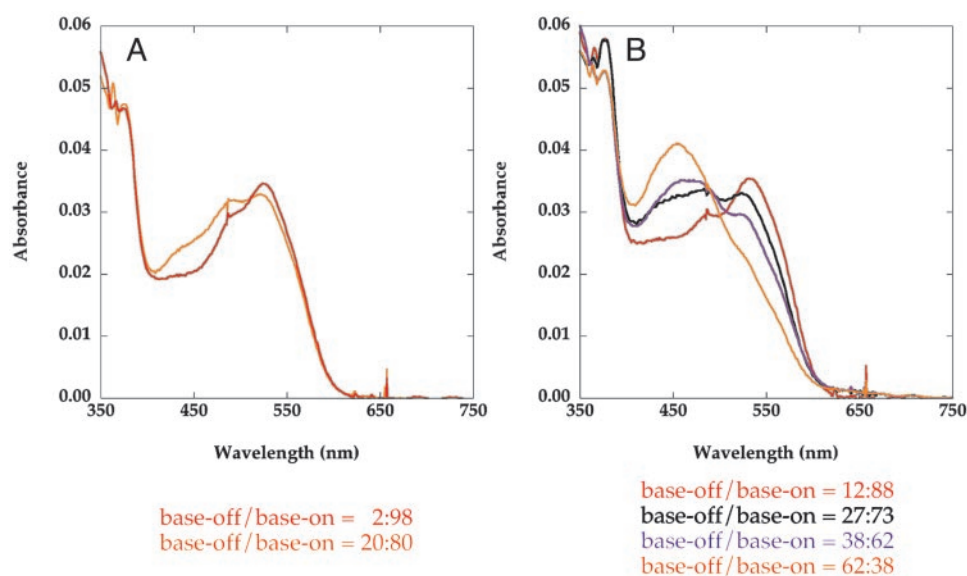 A
0.06
0.05
0.04
0.03
0.02
0.01
0.00
Absorbance
350 450 550 650 750
Wavelength (nm)
base-off/base-on = 2:98
base-off/base-on = 20:80
B
0.06
0.05
0.04
0.03
0.02
0.01
0.00
Absorbance
350 450 550 650 750
Wavelength (nm)
base-off/base-on = 12:88
base-off/base-on = 27:73
base-off/base-on = 38:62
base-off/base-on = 62:38